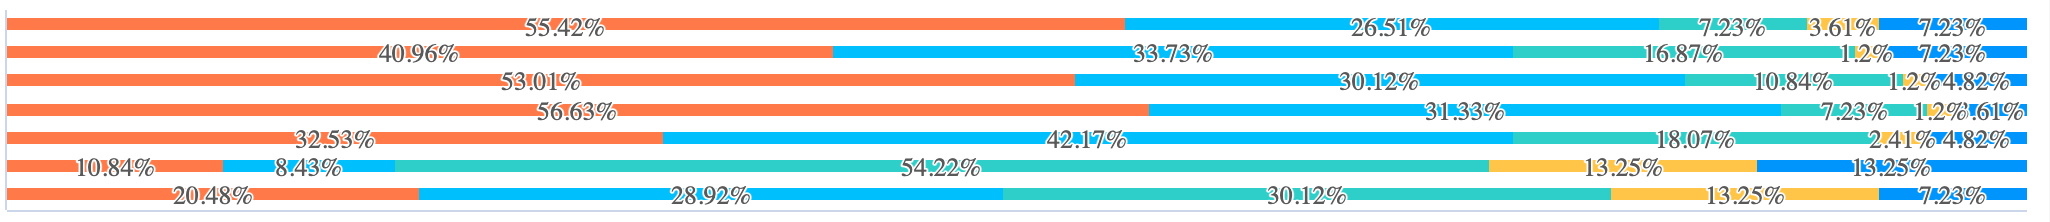 55.42% 26.51% 7.23% 3.61% 7.23%
40.96% 33.73% 16.87% 1.2% 7.23%
53.01% 30.12% 10.84% 1.2% 4.82%
56.63% 31.33% 7.23% 1.2% .61%
32.53% 42.17% 18.07% 2.41% 4.82%
10.84% 8.43% 54.22% 13.25% 13.25%
20.48% 28.92% 30.12% 13.25% 7.23%